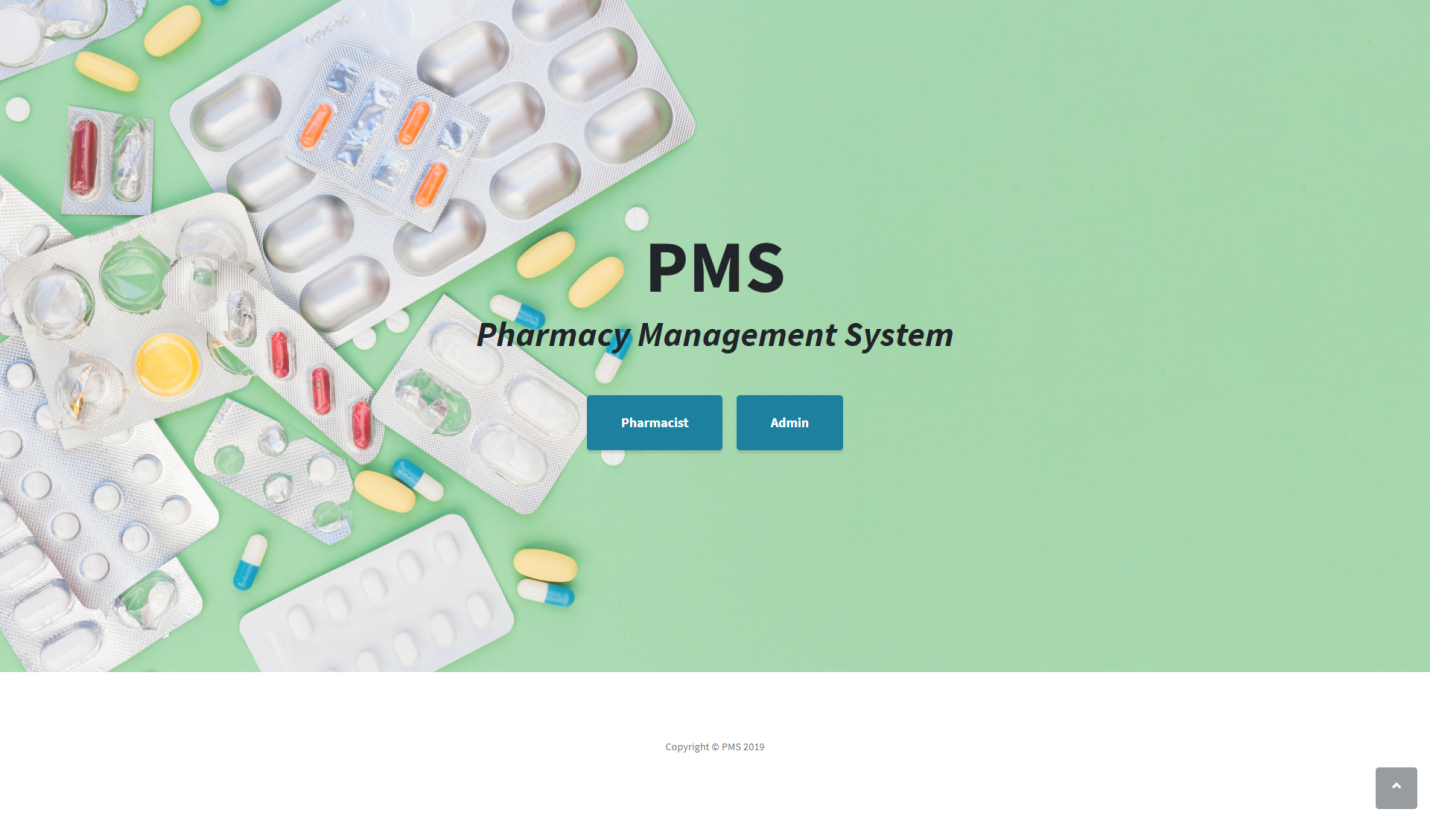 PMS
Pharmacy Management System
Pharmacist
Admin
Copyright © PMS 2019